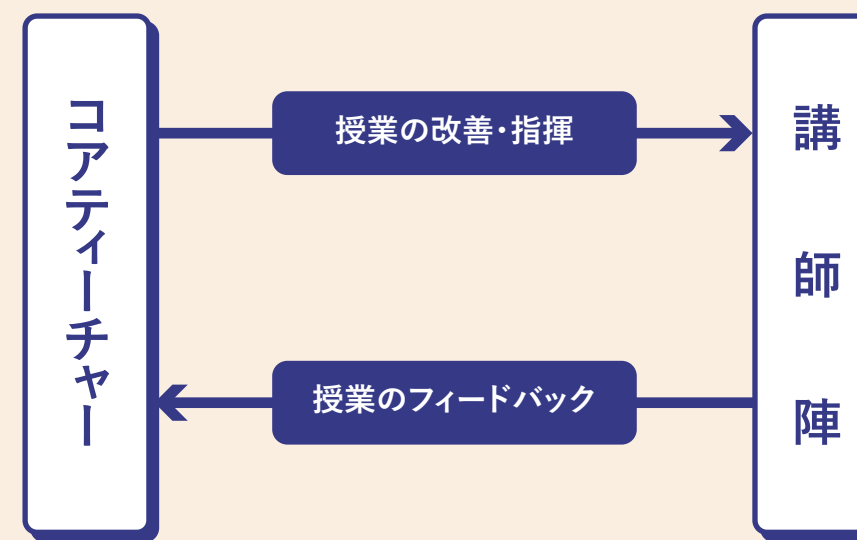 コアティーチャー
授業の改善・指揮
授業のフィードバック
講師陣